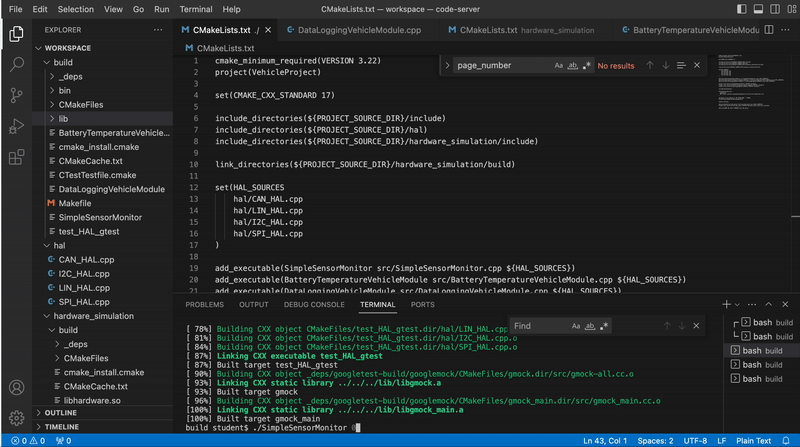 File Edit Selection View Go Run Terminal Help
CMakeLists.txt — workspace — code-server
EXPLORER
WORKSPACE
build
_deps
bin
CMakeFiles
lib
BatteryTemperatureVehicle...
cmake_install.cmake
CMakeCache.txt
CTestTestfile.cmake
DataLoggingVehicleModule
Makefile
SimpleSensorMonitor
test_HAL_gtest
hal
CAN_HAL.cpp
I2C_HAL.cpp
LIN_HAL.cpp
SPI_HAL.cpp
hardware_simulation
build
_deps
CMakeFiles
cmake_install.cmake
CMakeCache.txt
libhardware.so
OUTLINE
TIMELINE
CMakeLists.txt ./
DataLoggingVehicleModule.cpp
CMakeLists.txt hardware_simulation
BatteryTemperatureVehicleModule
CMakeLists.txt
page_number Aa ab No results
1 cmake_minimum_required(VERSION 3.22)
2 project(VehicleProject)
3
4 set(CMAKE_CXX_STANDARD 17)
5
6 include_directories(${PROJECT_SOURCE_DIR}/include)
7 include_directories(${PROJECT_SOURCE_DIR}/hal)
8 include_directories(${PROJECT_SOURCE_DIR}/hardware_simulation/include)
9
10 link_directories(${PROJECT_SOURCE_DIR}/hardware_simulation/build)
11
12 set(HAL_SOURCES
13 hal/CAN_HAL.cpp
14 hal/LIN_HAL.cpp
15 hal/I2C_HAL.cpp
16 hal/SPI_HAL.cpp
17 )
18
19 add_executable(SimpleSensorMonitor src/SimpleSensorMonitor.cpp ${HAL_SOURCES})
20 add_executable(BatteryTemperatureVehicleModule src/BatteryTemperatureVehicleModule.cpp ${HAL_SOURCES})
21 add_executable(DataLoggingVehicleModule src/DataLoggingVehicleModule.cpp ${HAL_SOURCES})
PROBLEMS OUTPUT DEBUG CONSOLE TERMINAL PORTS
Find Aa ab
[ 78%] Building CXX object CMakeFiles/test_HAL_gtest.dir/hal/LIN_HAL.cpp.o
[ 81%] Building CXX object CMakeFiles/test_HAL_gtest.dir/hal/I2C_HAL.cpp.o
[ 84%] Building CXX object CMakeFiles/test_HAL_gtest.dir/hal/SPI_HAL.cpp.o
[ 87%] Linking CXX executable test_HAL_gtest
[ 87%] Built target test_HAL_gtest
[ 90%] Building CXX object _deps/googletest-build/googlemock/CMakeFiles/gmock.dir/src/gmock-all.cc.o
[ 93%] Linking CXX static library ../../../lib/libgmock.a
[ 93%] Built target gmock
[ 96%] Building CXX object _deps/googletest-build/googlemock/CMakeFiles/gmock_main.dir/src/gmock_main.cc.o
[100%] Linking CXX static library ../../../lib/libgmock_main.a
[100%] Built target gmock_main
build student$ ./SimpleSensorMonitor 0
bash build
bash build
bash build
bash build
bash build
0 0 0
Ln 43, Col 1 Spaces: 2 UTF-8 LF Plain Text